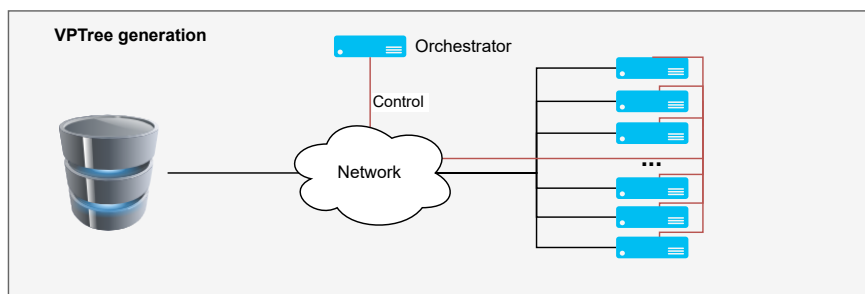 VPTree generation
Orchestrator
Control
Network
...